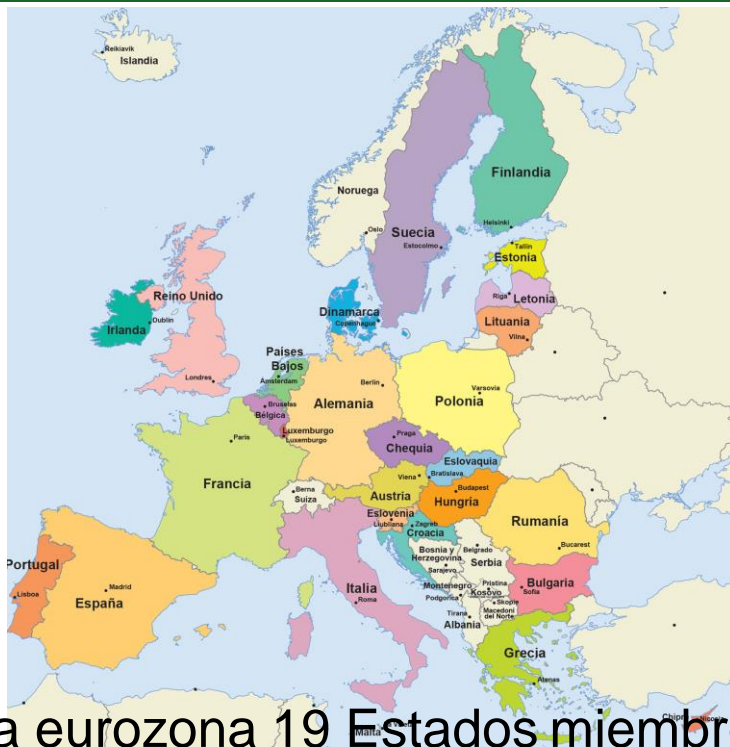 Reikiavik
Islandia
Noruega
Oslo
Suecia
Estocolmo
Finlandia
Helsinki
Tallin
Estonia
Riga
Letonia
Lituania
Vilna
Reino Unido
Irlanda
Dublín
Londres
Dinamarca
Copenhague
Países
Bajos
Amsterdam
Bruselas
Bélgica
Luxemburgo
Luxemburgo
Berlín
Alemania
Varsovia
Polonia
Praga
Chequia
Eslovaquia
Bratislava
Viena
Austria
Budapest
Hungria
París
Francia
Berna
Suiza
Eslovenia
Liubliana
Zagreb
Croacia
Rumanía
Bucarest
Bosnia y
Herzegovina
Sarajevo
Belgrado
Serbia
Montenegro
Podgorica
Pristina
Kosovo
Skopie
Macedoni
del Norte
Bulgaria
Sofía
Tirana
Albania
Italia
Roma
Portugal
Lisboa
Madrid
España
Grecia
Atenas
Malta
Chipr
Nicosia
a eurozona 19 Estados miembr